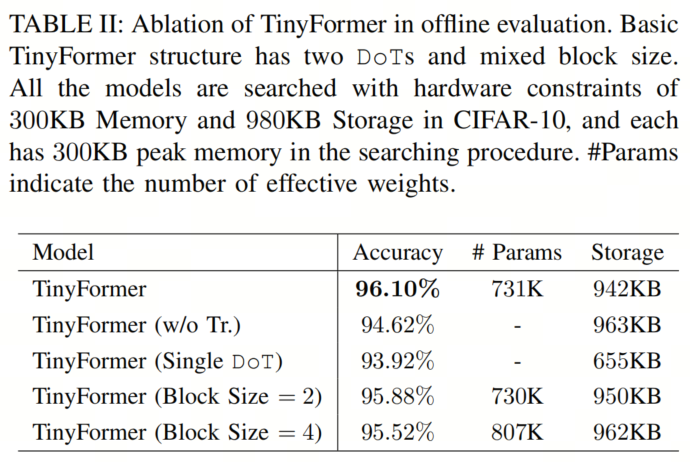 TABLE II: Ablation of TinyFormer in offline evaluation. Basic
TinyFormer structure has two DoTs and mixed block size.
All the models are searched with hardware constraints of
300KB Memory and 980KB Storage in CIFAR-10, and each
has 300KB peak memory in the searching procedure. #Params
indicate the number of effective weights.
Model Accuracy # Params Storage
TinyFormer 96.10% 731K 942KB
TinyFormer (w/o Tr.) 94.62% - 963KB
TinyFormer (Single DoT) 93.92% - 655KB
TinyFormer (Block Size = 2) 95.88% 730K 950KB
TinyFormer (Block Size = 4) 95.52% 807K 962KB